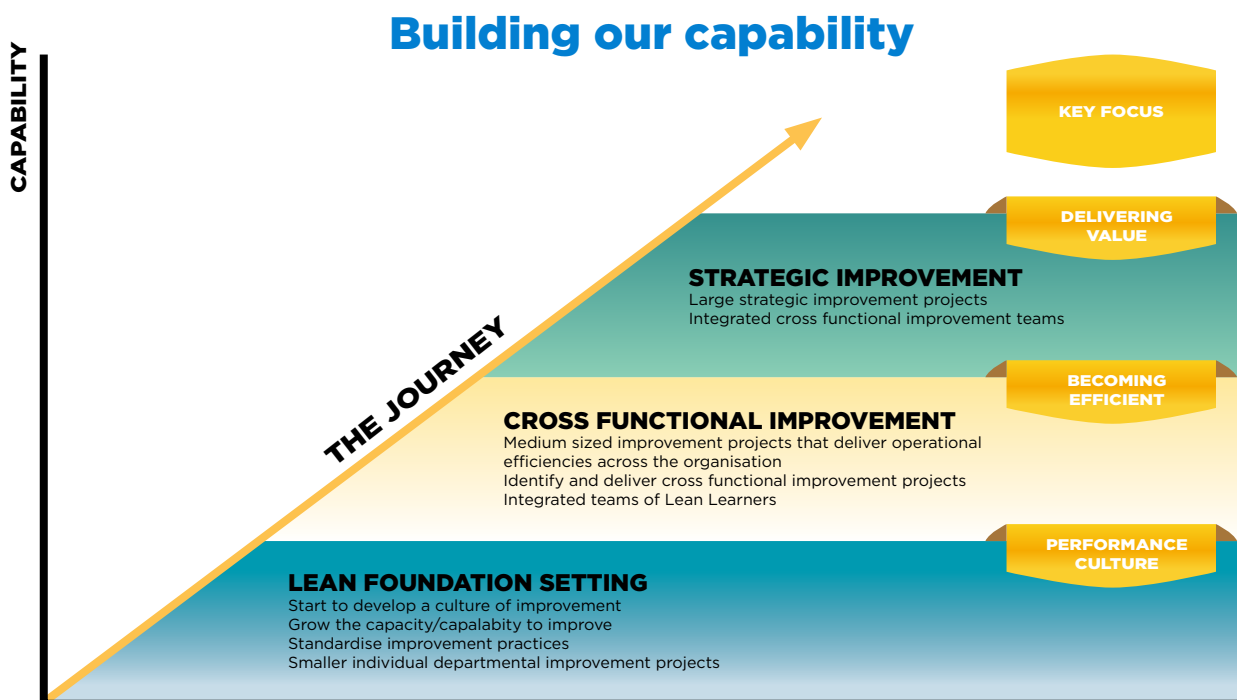 Building our capability
CAPABILITY
KEY FOCUS
DELIVERING
VALUE
STRATEGIC IMPROVEMENT
Large strategic improvement projects
Integrated cross functional improvement teams
THE JOURNEY
BECOMING
EFFICIENT
CROSS FUNCTIONAL IMPROVEMENT
Medium sized improvement projects that deliver operational
efficiencies across the organisation
Identify and deliver cross functional improvement projects
Integrated teams of Lean Learners
PERFORMANCE
CULTURE
LEAN FOUNDATION SETTING
Start to develop a culture of improvement
Grow the capacity/capalabity to improve
Standardise improvement practices
Smaller individual departmental improvement projects